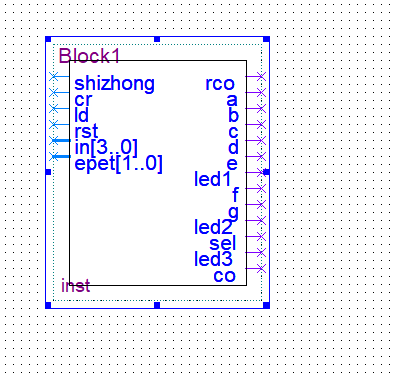 Block1
shizhong rco
cr a
ld b
rst c
in[3..0] d
epet[1..0] e
led1
f
g
led2
sel
led3
co
inst